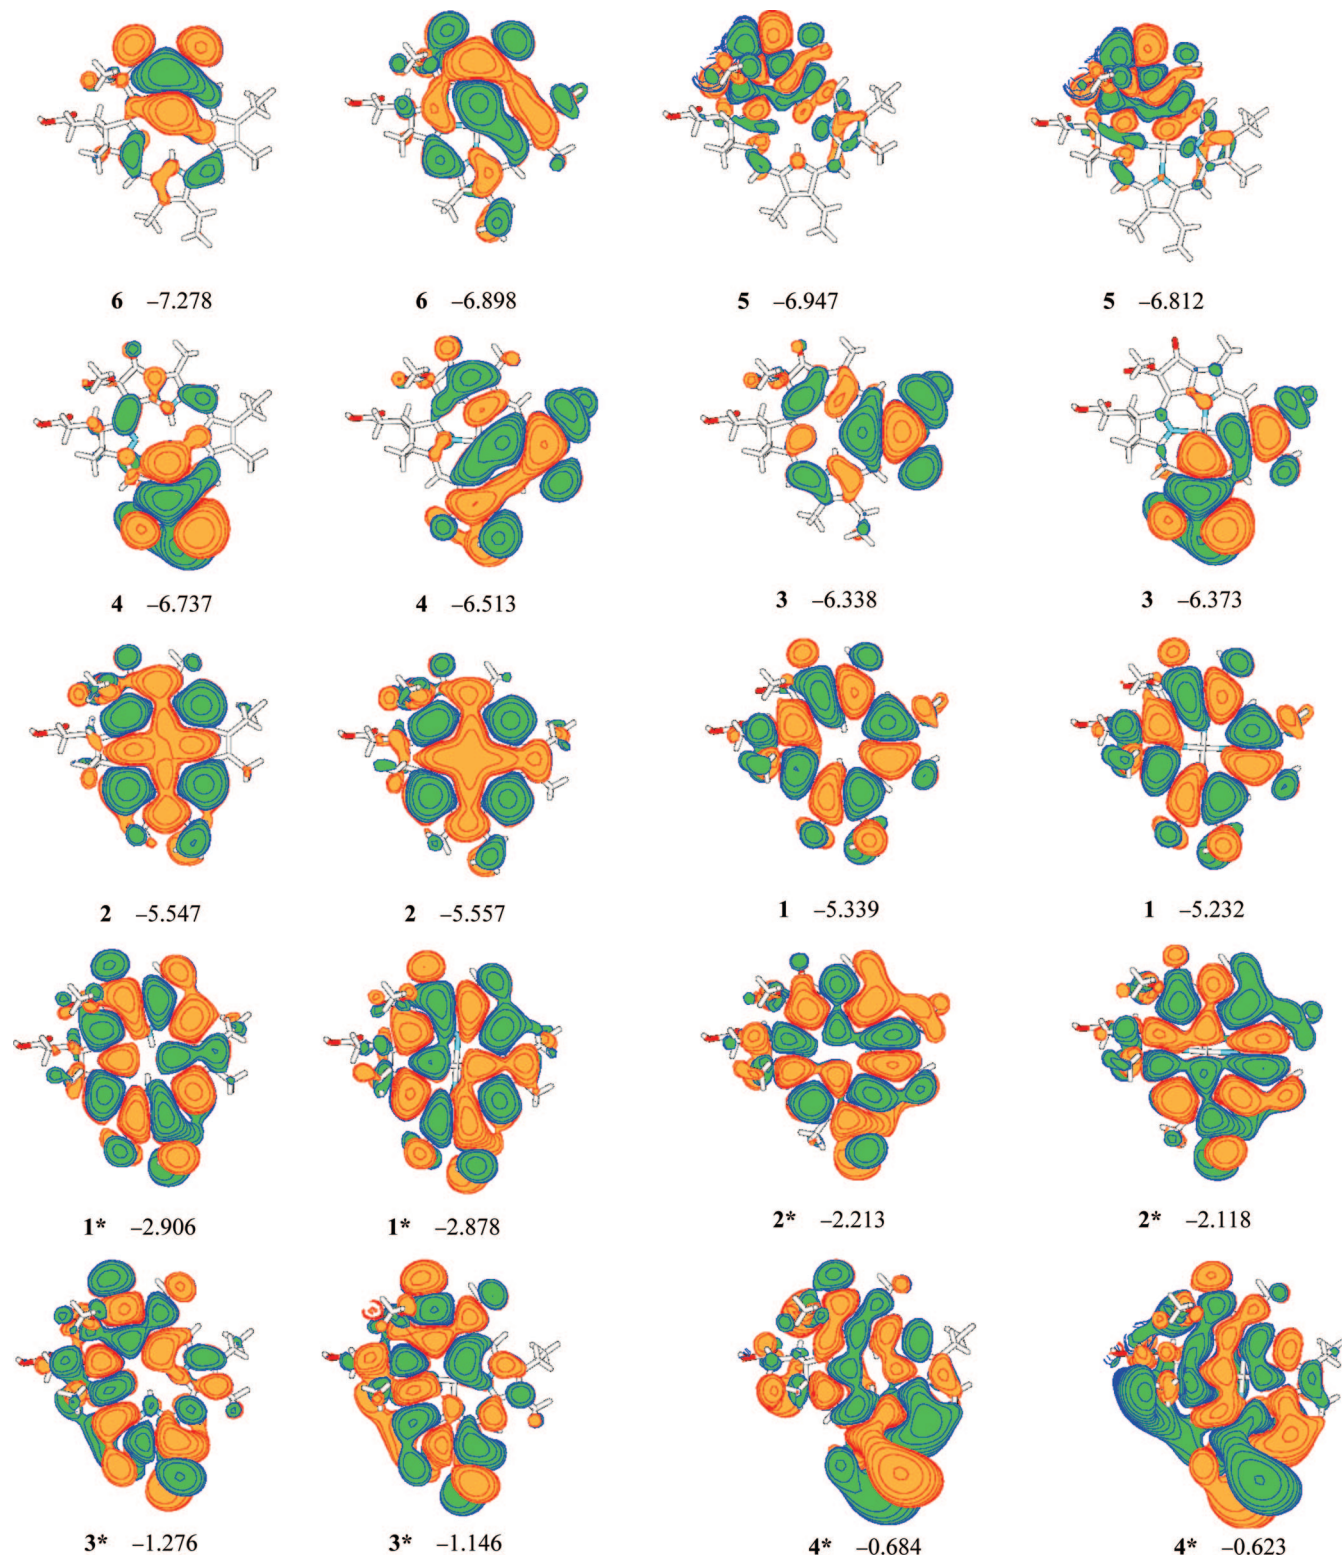 6 –7.278 6 –6.898 5 –6.947 5 –6.812
4 –6.737 4 –6.513 3 –6.338 3 –6.373
2 –5.547 2 –5.557 1 –5.339 1 –5.232
1* –2.906 1* –2.878 2* –2.213 2* –2.118
3* –1.276 3* –1.146 4* –0.684 4* –0.623